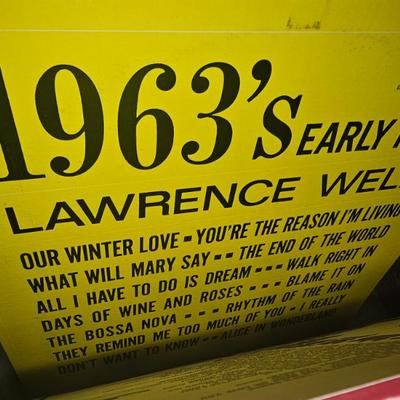 1963's EARLY
LAWRENCE WEL
OUR WINTER LOVE - YOU'RE THE REASON I'M LIVING
WHAT WILL MARY SAY - - THE END OF THE WORLD
ALL I HAVE TO DO IS DREAM - - - WALK RIGHT IN
DAYS OF WINE AND ROSES - - - BLAME IT ON
THE BOSSA NOVA - - - RHYTHM OF THE RAIN
THEY REMIND ME TOO MUCH OF YOU - I REALLY
DON'T WANT TO KNOW - - ALICE IN WONDERLAND